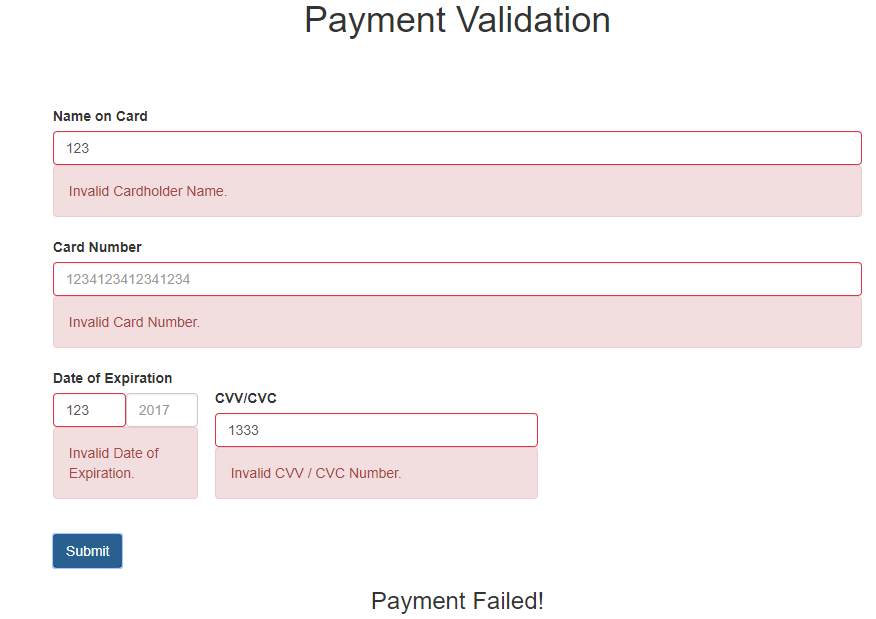 Payment Validation
Name on Card
123
Invalid Cardholder Name.
Card Number
1234123412341234
Invalid Card Number.
Date of Expiration
123 2017
Invalid Date of
Expiration.
CVV/CVC
1333
Invalid CVV / CVC Number.
Submit
Payment Failed!